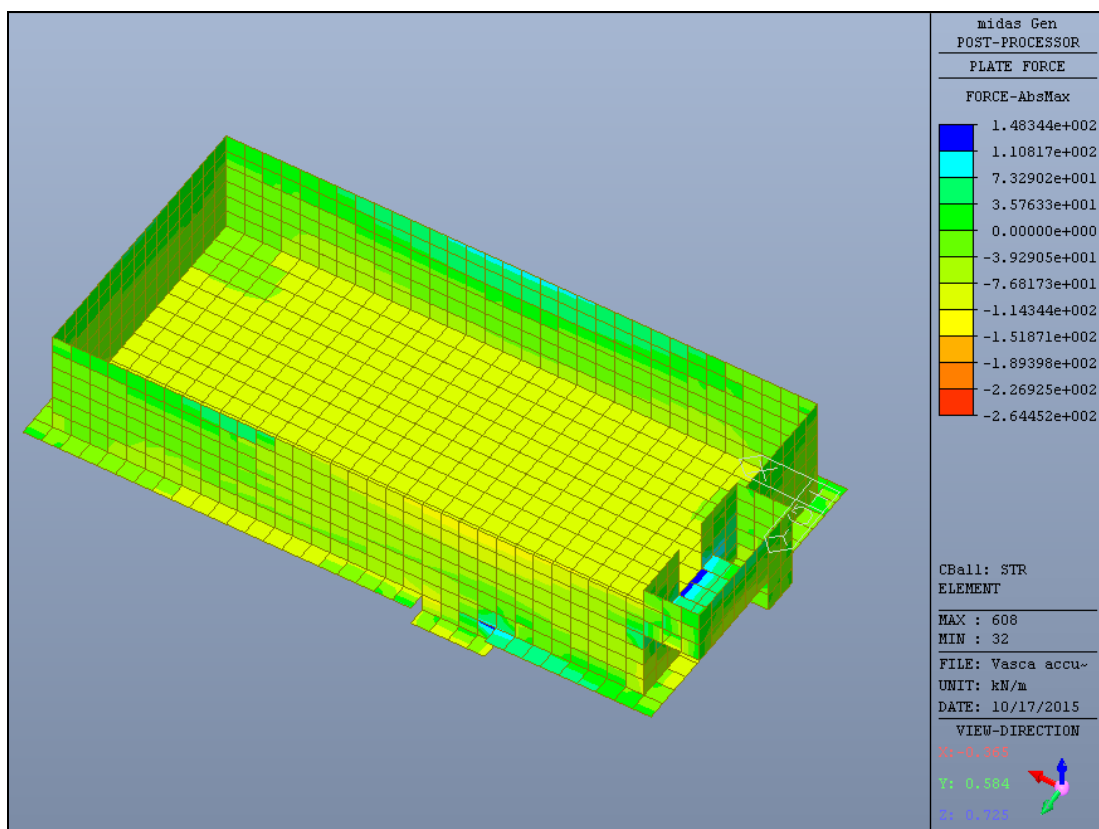 midas Gen
POST-PROCESSOR
PLATE FORCE
FORCE-AbsMax
1.48344e+002
1.10817e+002
7.32902e+001
3.57633e+001
0.00000e+000
-3.92905e+001
-7.68173e+001
-1.14344e+002
-1.51871e+002
-1.89398e+002
-2.26925e+002
-2.64452e+002
CBall: STR
ELEMENT
MAX : 608
MIN : 32
FILE: Vasca accu~
UNIT: kN/m
DATE: 10/17/2015
VIEW-DIRECTION
Y: 0.584
Z: 0.725